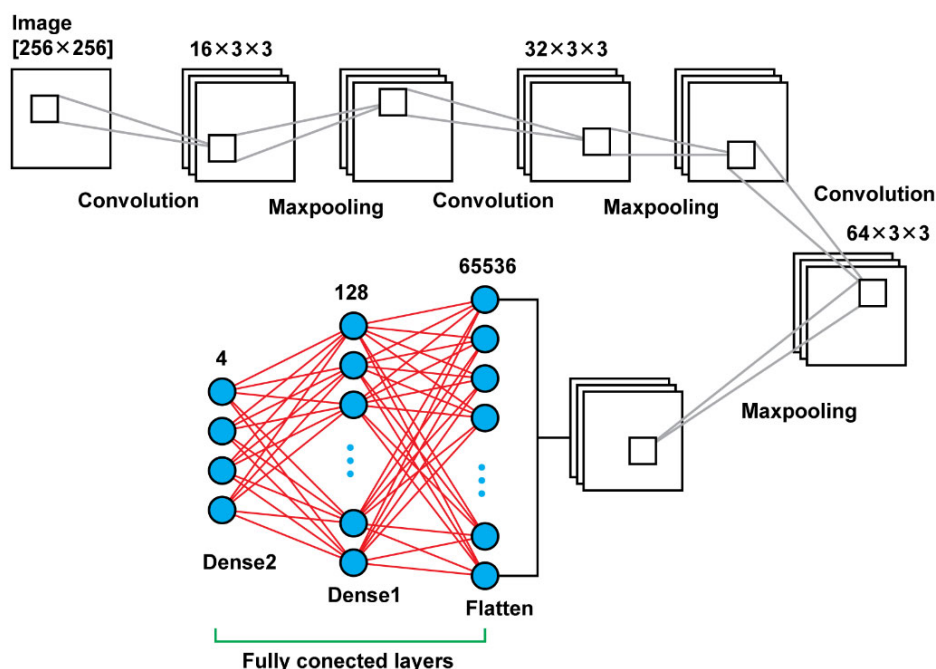 Image
[256×256]
16×3×3
32×3×3
Convolution
Maxpooling
Convolution
Maxpooling
Convolution
64×3×3
65536
128
4
Maxpooling
Dense2
Dense1
Flatten
Fully conected layers